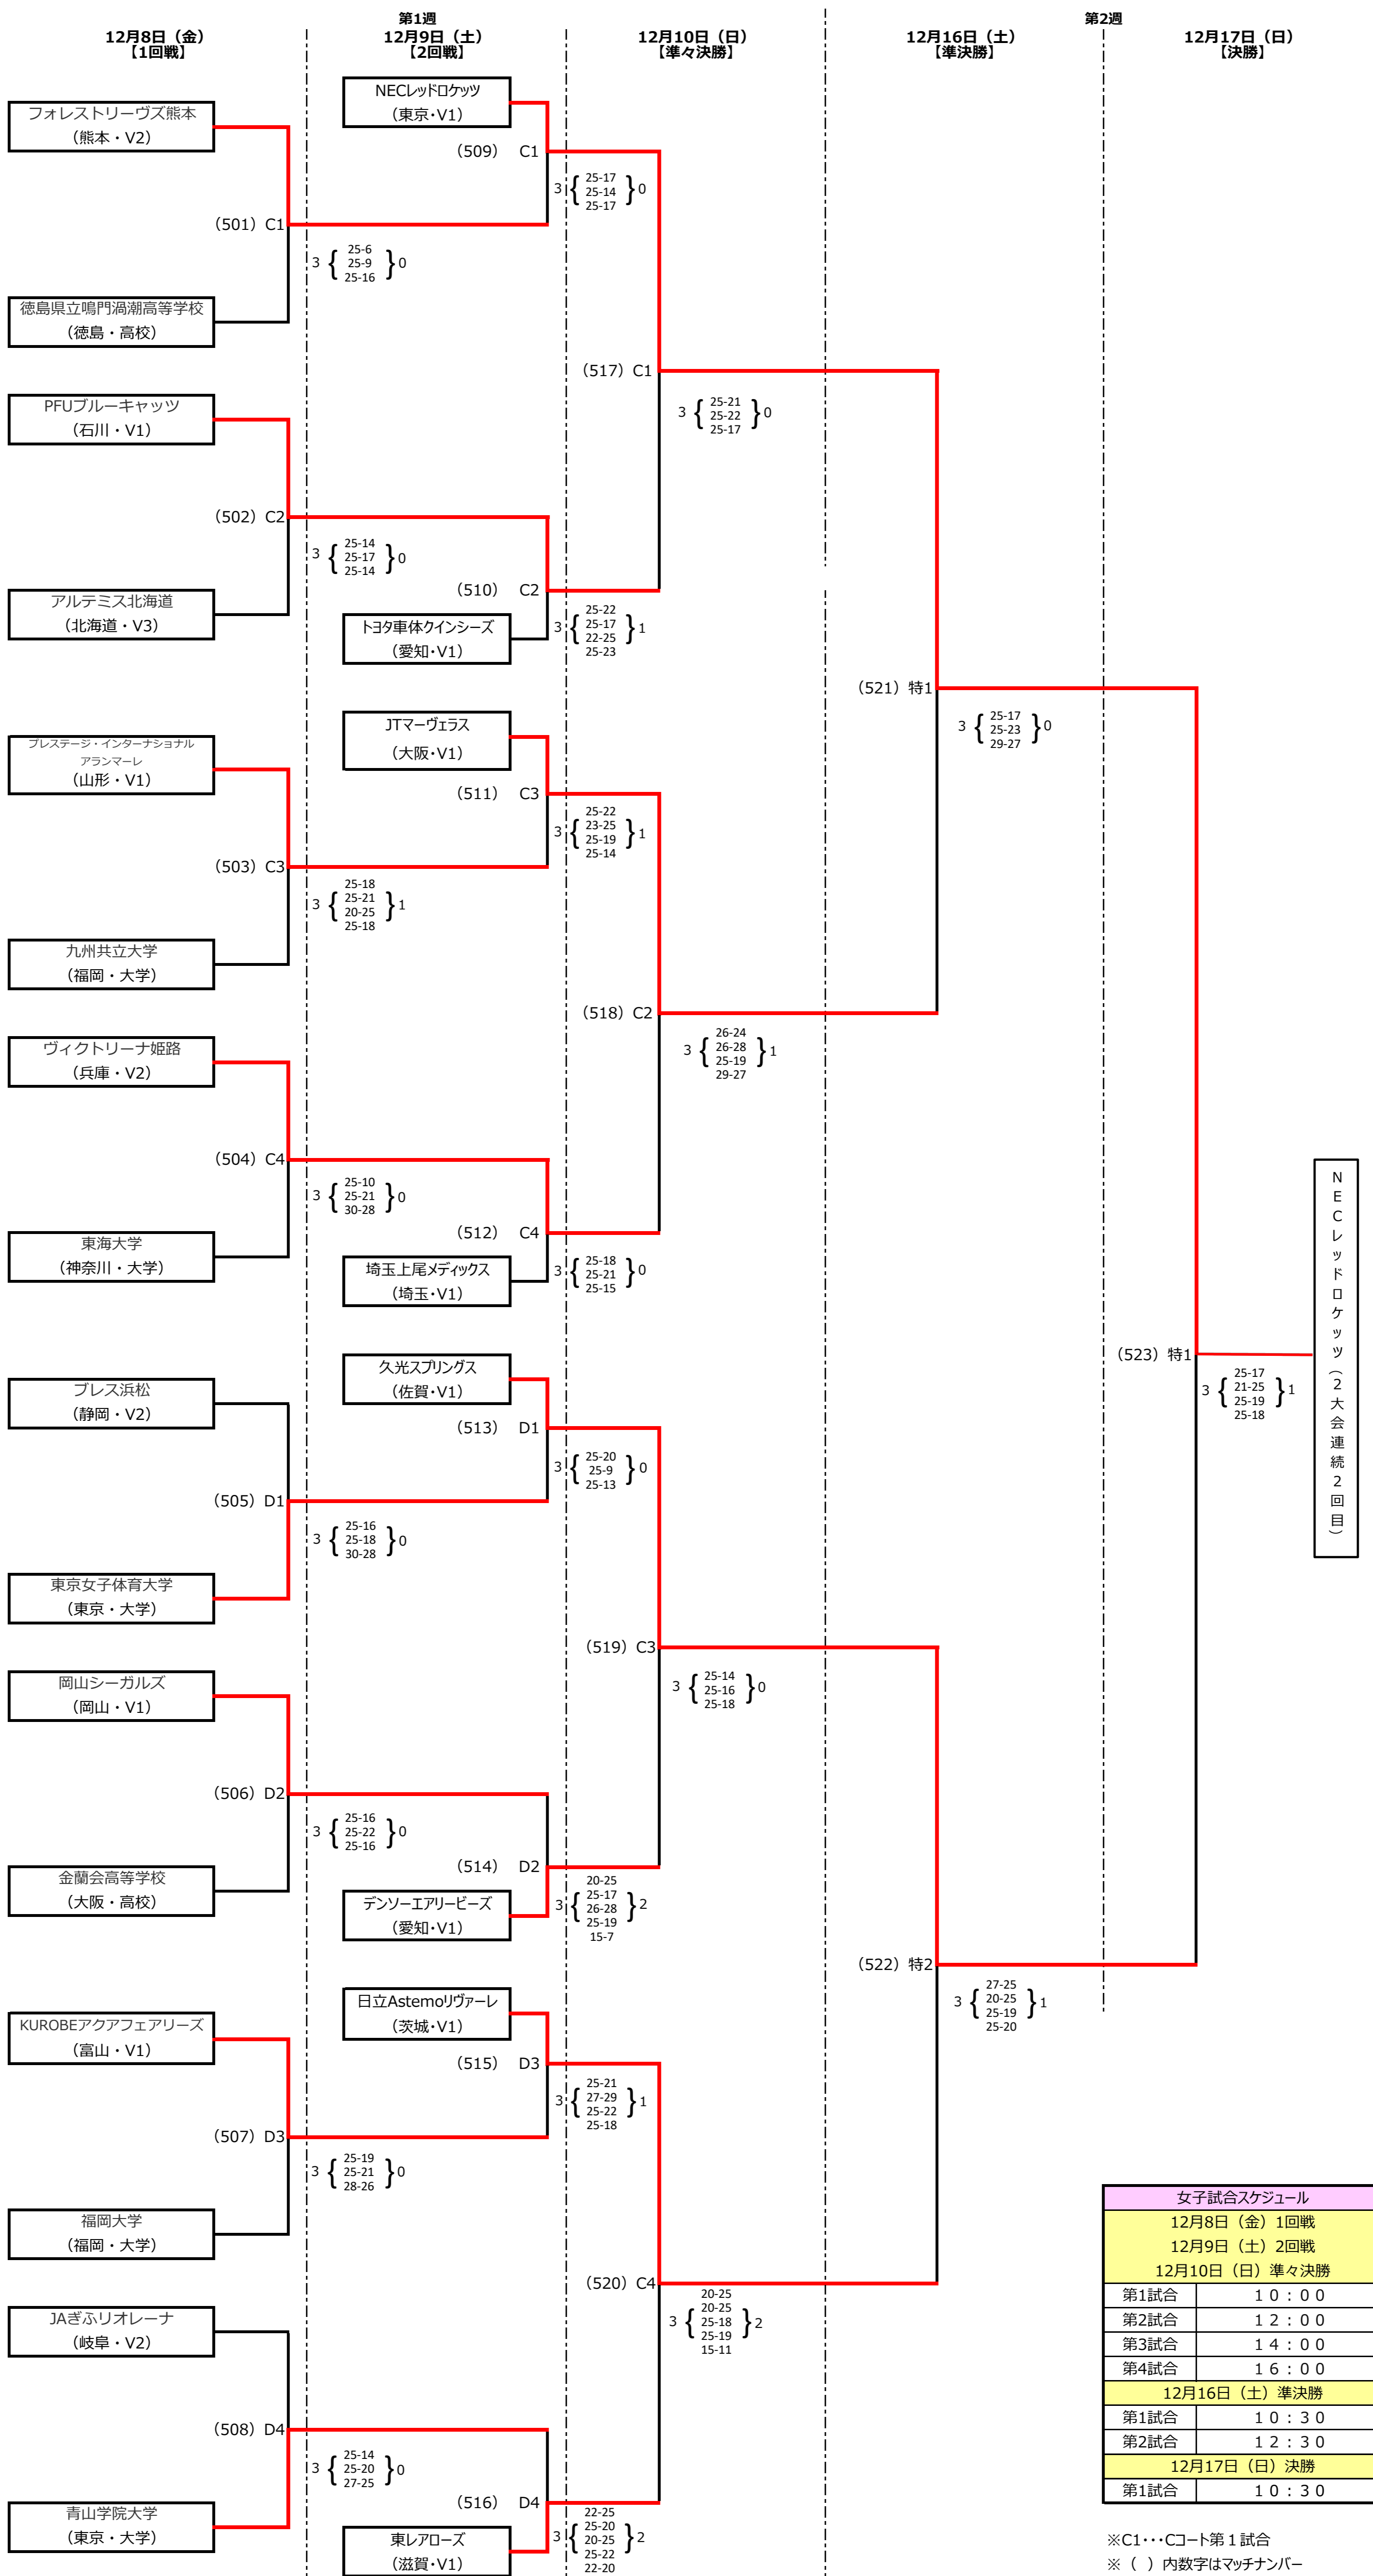 第1週
第2週
12月8日（金）
【1回戦】
12月9日（土）
【2回戦】
12月10日（日）
【準々決勝】
12月16日（土）
【準決勝】
12月17日（日）
【決勝】
NECレッドロケッツ
（東京・V1）
フォレストリーヴズ熊本
（熊本・V2）
（509） C1
3 { 25-17 } 0
25-14
25-17
（501）C1
3 { 25-6 } 0
25-9
25-16
徳島県立鳴門渦潮高等学校
（徳島・高校）
（517）C1
3 { 25-21 } 0
25-22
25-17
PFUブルーキャッツ
（石川・V1）
（502）C2
3 { 25-14 } 0
25-17
25-14
（510） C2
アルテミス北海道
（北海道・V3）
3 { 25-22 } 1
25-17
22-25
25-23
トヨタ車体クインシーズ
（愛知・V1）
（521）特1
3 { 25-17 } 0
25-23
29-27
JTマーヴェラス
（大阪・V1）
プレステージ・インターナショナル
アランマーレ
（山形・V1）
（511） C3
3 { 25-22 } 1
23-25
25-19
25-14
（503）C3
3 { 25-18 } 1
25-21
20-25
25-18
九州共立大学
（福岡・大学）
（518）C2
3 { 26-24 } 1
26-28
25-19
29-27
ヴィクトリーナ姫路
（兵庫・V2）
（504）C4
3 { 25-10 } 0
25-21
30-28
（512） C4
東海大学
（神奈川・大学）
3 { 25-18 } 0
25-21
25-15
埼玉上尾メディックス
（埼玉・V1）
NECレッドロケッツ（2大会連続2回目）
（523）特1
3 { 25-17 } 1
21-25
25-19
25-18
久光スプリングス
（佐賀・V1）
ブレス浜松
（静岡・V2）
（513） D1
3 { 25-20 } 0
25-9
25-13
（505）D1
3 { 25-16 } 0
25-18
30-28
東京女子体育大学
（東京・大学）
（519）C3
3 { 25-14 } 0
25-16
25-18
岡山シーガルズ
（岡山・V1）
（506）D2
3 { 25-16 } 0
25-22
25-16
（514） D2
金蘭会高等学校
（大阪・高校）
3 { 20-25 } 2
25-17
26-28
25-19
15-7
デンソーエアリービーズ
（愛知・V1）
（522）特2
3 { 27-25 } 1
20-25
25-19
25-20
日立Astemoリヴァーレ
（茨城・V1）
KUROBEアクアフェアリーズ
（富山・V1）
（515） D3
3 { 25-21 } 1
27-29
25-22
25-18
（507）D3
3 { 25-19 } 0
25-21
28-26
福岡大学
（福岡・大学）
（520）C4
3 { 20-25 } 2
20-25
25-18
25-19
15-11
JAぎふリオレーナ
（岐阜・V2）
（508）D4
3 { 25-14 } 0
25-20
27-25
（516） D4
青山学院大学
（東京・大学）
3 { 22-25 } 2
25-20
20-25
25-22
22-20
東レアローズ
（滋賀・V1）
女子試合スケジュール
12月8日（金）1回戦
12月9日（土）2回戦
12月10日（日）準々決勝
第1試合 １０：００
第2試合 １２：００
第3試合 １４：００
第4試合 １６：００
12月16日（土）準決勝
第1試合 １０：３０
第2試合 １２：３０
12月17日（日）決勝
第1試合 １０：３０
※C1・・・Cコート第１試合
※（ ）内数字はマッチナンバー